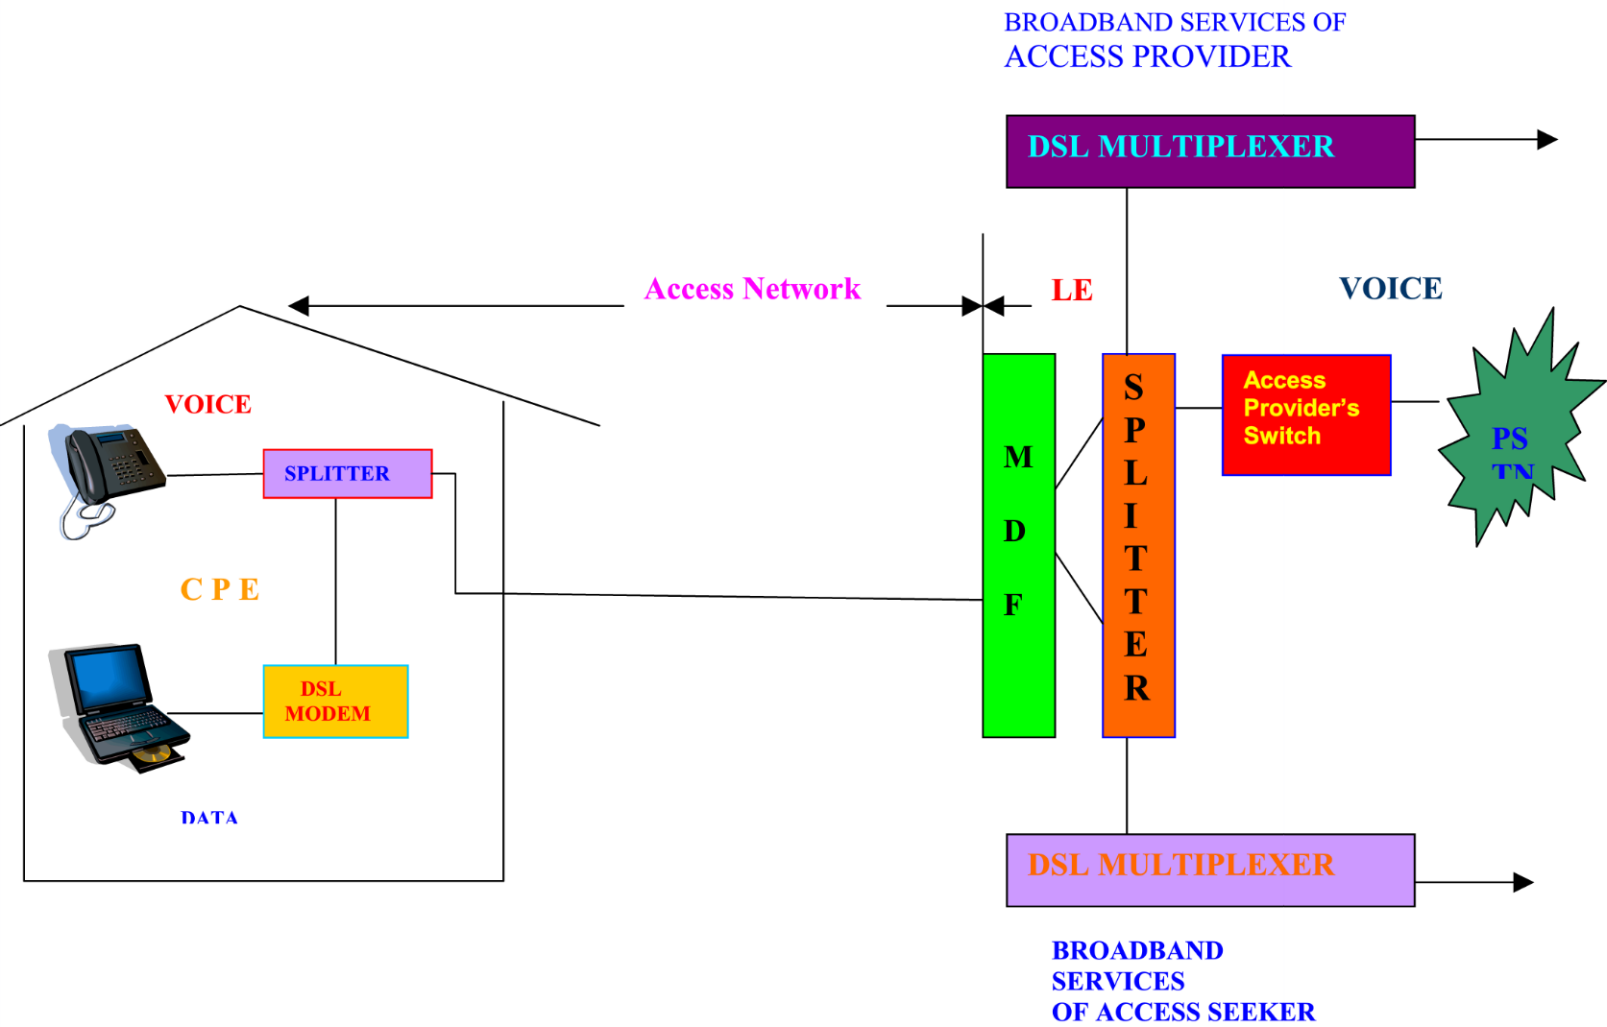 BROADBAND SERVICES OF
ACCESS PROVIDER
DSL MULTIPLEXER
Access Network
LE
VOICE
VOICE
SPLITTER
C P E
DSL
MODEM
DATA
M
D
F
S
P
L
I
T
T
E
R
Access
Provider's
Switch
PS
TN
DSL MULTIPLEXER
BROADBAND
SERVICES
OF ACCESS SEEKER